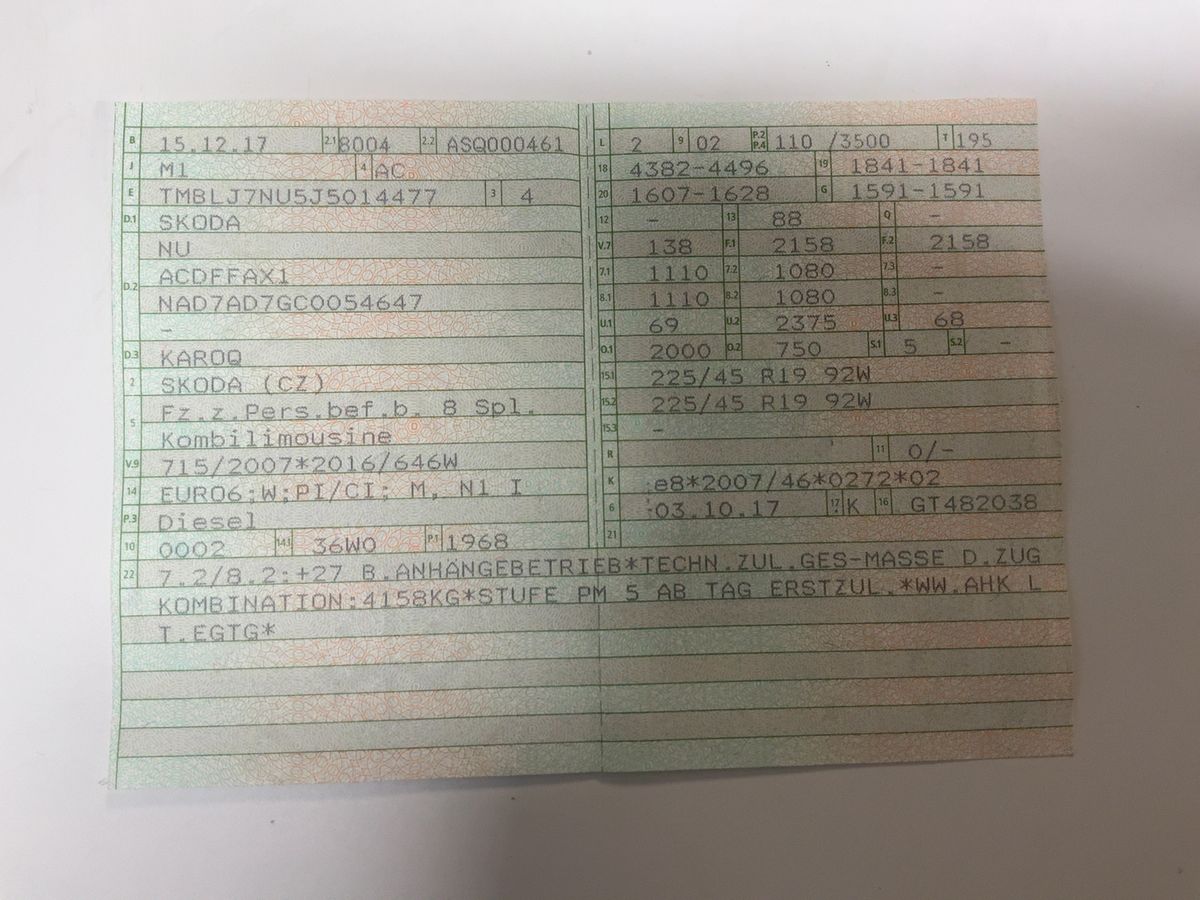 B 15.12.17 2.1 8004 2.2 ASQ000461
J M1 4 AC
E TMBLJ7NU5J5014477 3 4
D.1 SKODA
NU
D.2 ACDFFAX1
NAD7AD7GC0054647
-
D.3 KAROQ
2 SKODA (CZ)
5 Fz.z.Pers.bef.b. 8 Spl.
Kombilimousine
V.9 715/2007*2016/646W
14 EURO6;W;PI/CI; M, N1 I
P.3 Diesel
10 0002 14.1 36W0 P.1 1968
L 2 9 02 P.2 P.4 110 /3500 T 195
18 4382-4496 19 1841-1841
20 1607-1628 G 1591-1591
12 - 13 88 Q -
V.7 138 F.1 2158 F.2 2158
7.1 1110 7.2 1080 7.3 -
8.1 1110 8.2 1080 8.3 -
U.1 69 U.2 2375 U.3 68
O.1 2000 O.2 750 S.1 5 S.2 -
15.1 225/45 R19 92W
15.2 225/45 R19 92W
15.3 -
R 11 0/-
K e8*2007/46*0272*02
6 03.10.17 17 K 16 GT482038
21
22 7.2/8.2:+27 B.ANHÄNGEBETRIEB*TECHN.ZUL.GES-MASSE D.ZUG
KOMBINATION:4158KG*STUFE PM 5 AB TAG ERSTZUL.*WW.AHK L
T.EGTG*